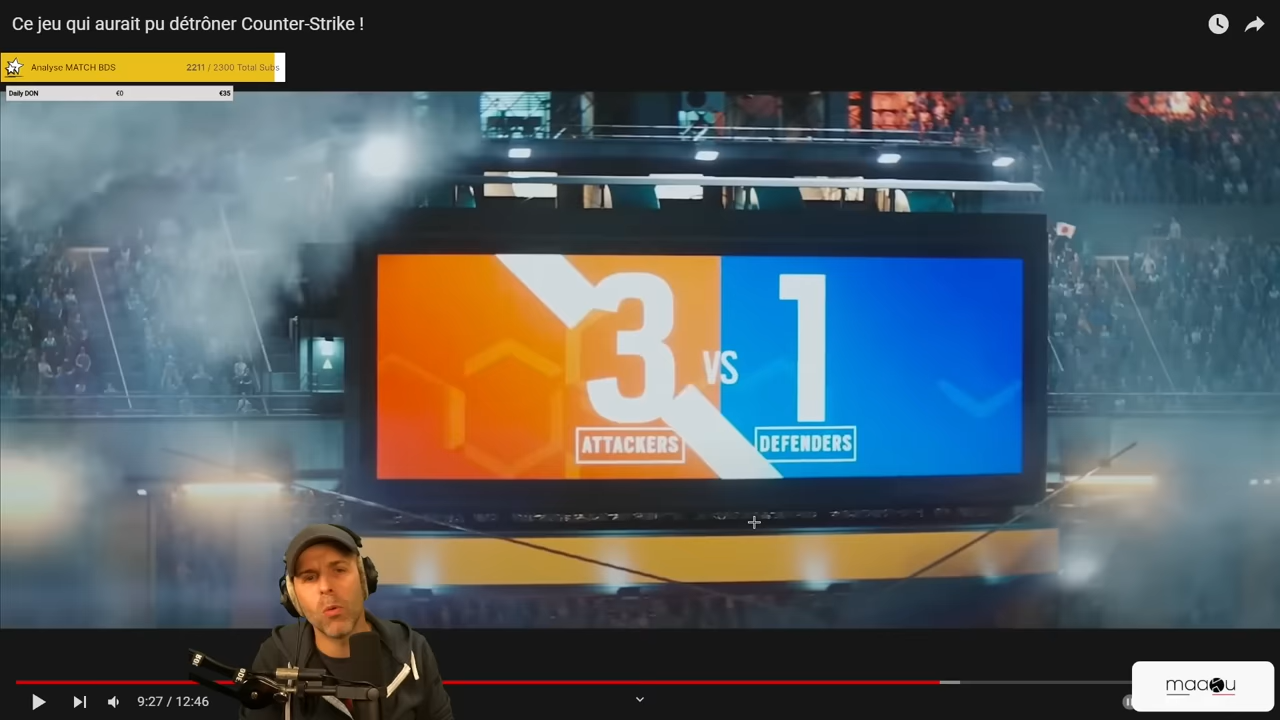 Ce jeu qui aurait pu détrôner Counter-Strike !
Analyse MATCH BDS 2211 / 2300 Total Subs
Daily DON €0 €35
3 VS 1
ATTACKERS DEFENDERS
9:27 / 12:46
maaou